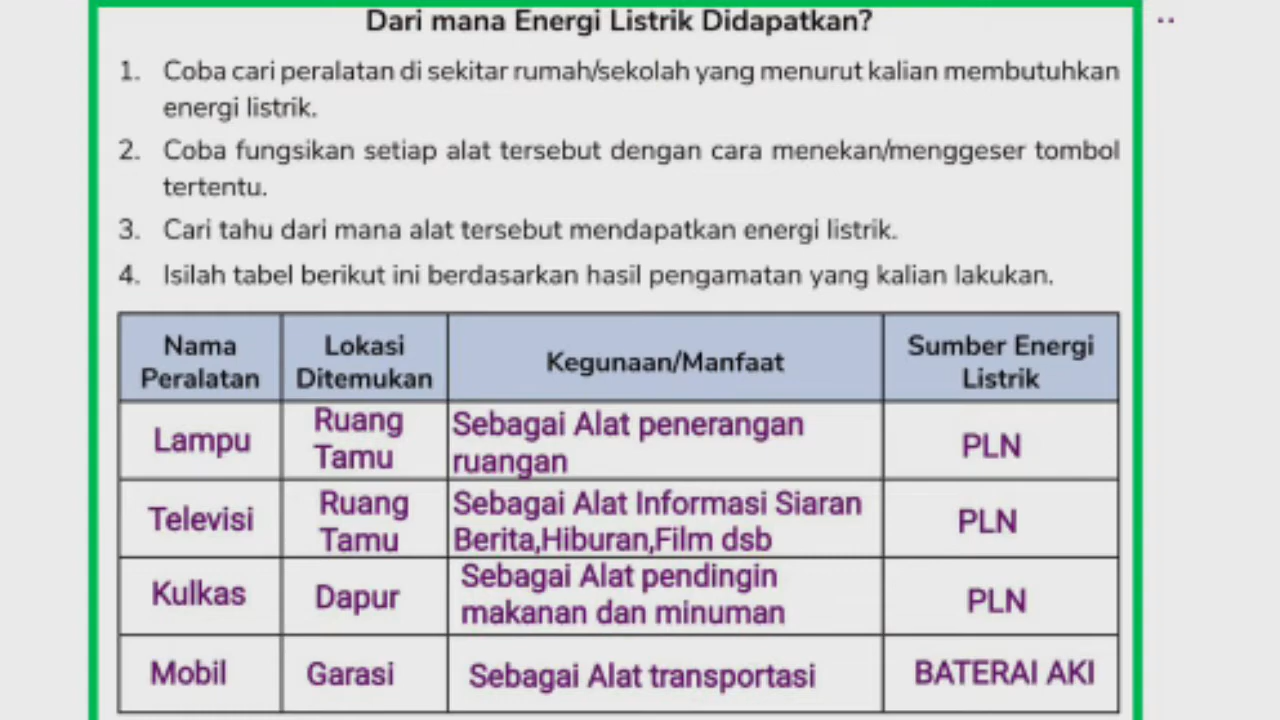 Dari mana Energi Listrik Didapatkan?
1. Coba cari peralatan di sekitar rumah/sekolah yang menurut kalian membutuhkan
energi listrik.
2. Coba fungsikan setiap alat tersebut dengan cara menekan/menggeser tombol
tertentu.
3. Cari tahu dari mana alat tersebut mendapatkan energi listrik.
4. Isilah tabel berikut ini berdasarkan hasil pengamatan yang kalian lakukan.
Nama
Peralatan
Lokasi
Ditemukan
Kegunaan/Manfaat
Sumber Energi
Listrik
Lampu
Ruang
Tamu
Sebagai Alat penerangan
ruangan
PLN
Televisi
Ruang
Tamu
Sebagai Alat Informasi Siaran
Berita,Hiburan,Film dsb
PLN
Kulkas
Dapur
Sebagai Alat pendingin
makanan dan minuman
PLN
Mobil
Garasi
Sebagai Alat transportasi
BATERAI AKI